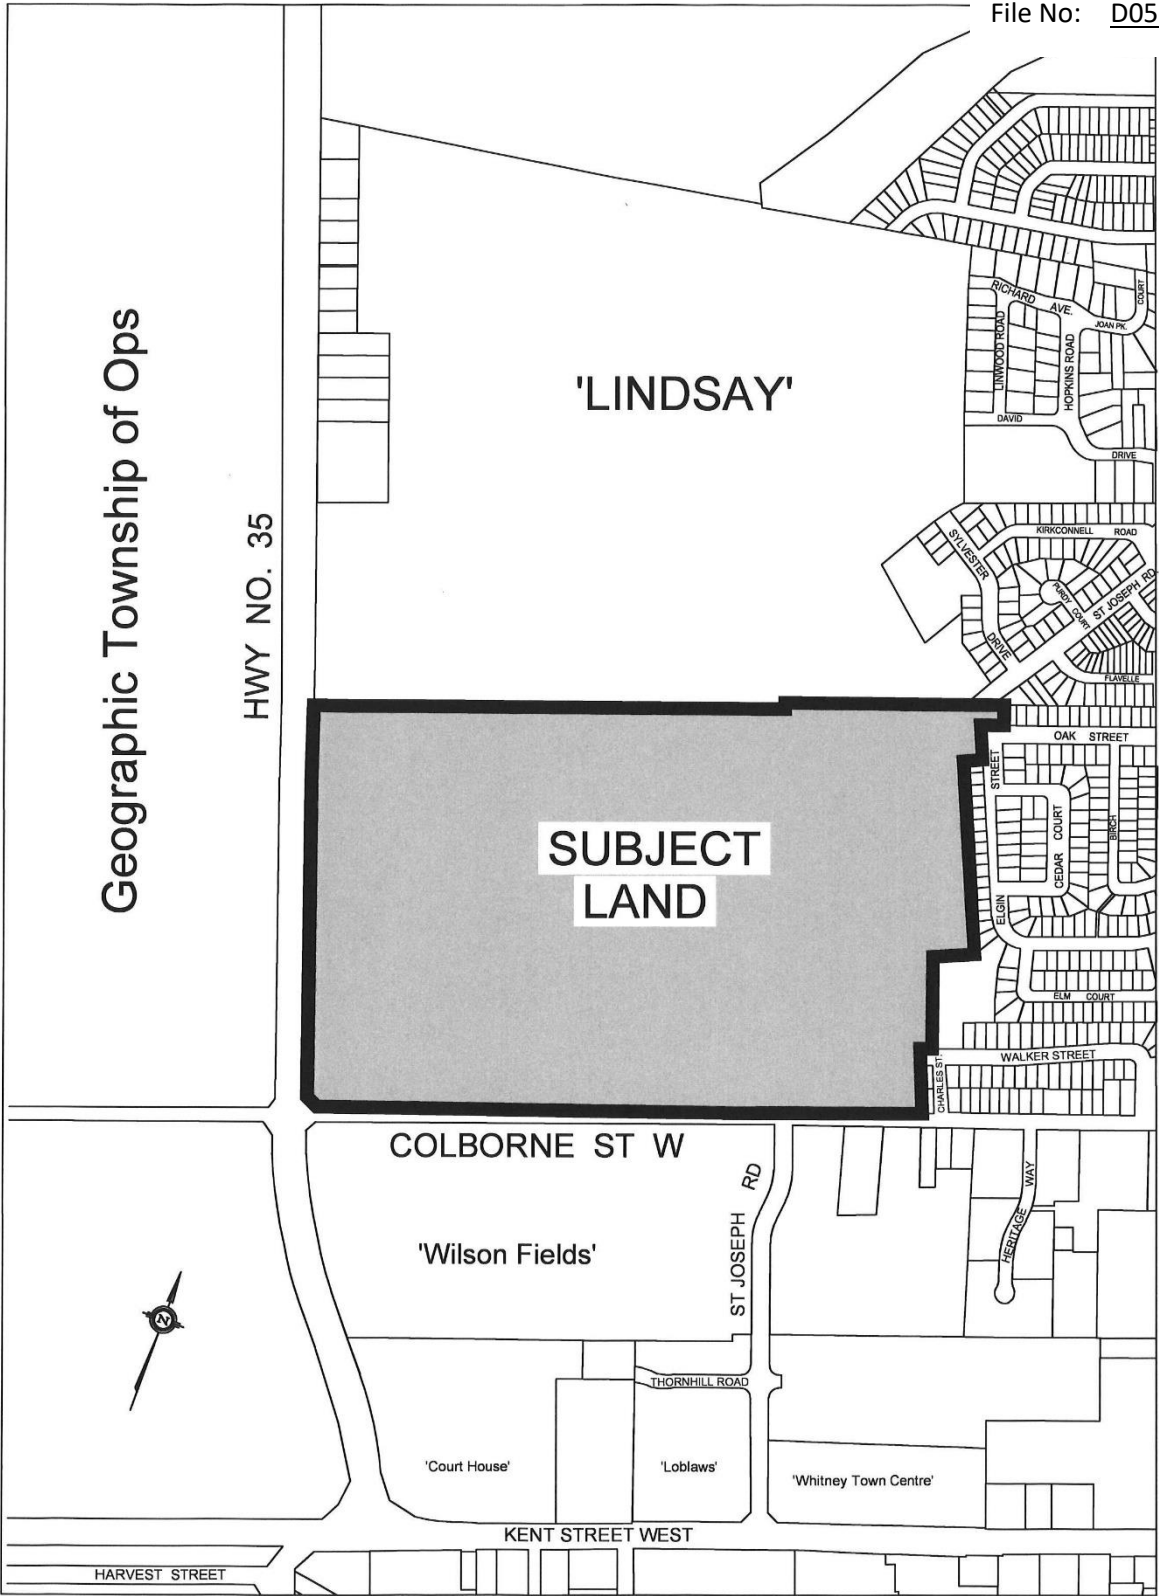 File No: D05
Geographic Township of Ops
HWY NO. 35
'LINDSAY'
RICHARD AVE.
COURT
JOAN PK.
LINWOOD ROAD
HOPKINS ROAD
DAVID
DRIVE
KIRKCONNELL ROAD
SYLVESTER
DRIVE
PURDY COURT
ST JOSEPH RD.
FLAVELLE
OAK STREET
STREET
ELGIN
CEDAR COURT
BIRCH
SUBJECT
LAND
ELM COURT
WALKER STREET
CHARLES ST.
COLBORNE ST W
ST JOSEPH RD
HERITAGE WAY
'Wilson Fields'
N
THORNHILL ROAD
'Court House'
'Loblaws'
'Whitney Town Centre'
KENT STREET WEST
HARVEST STREET